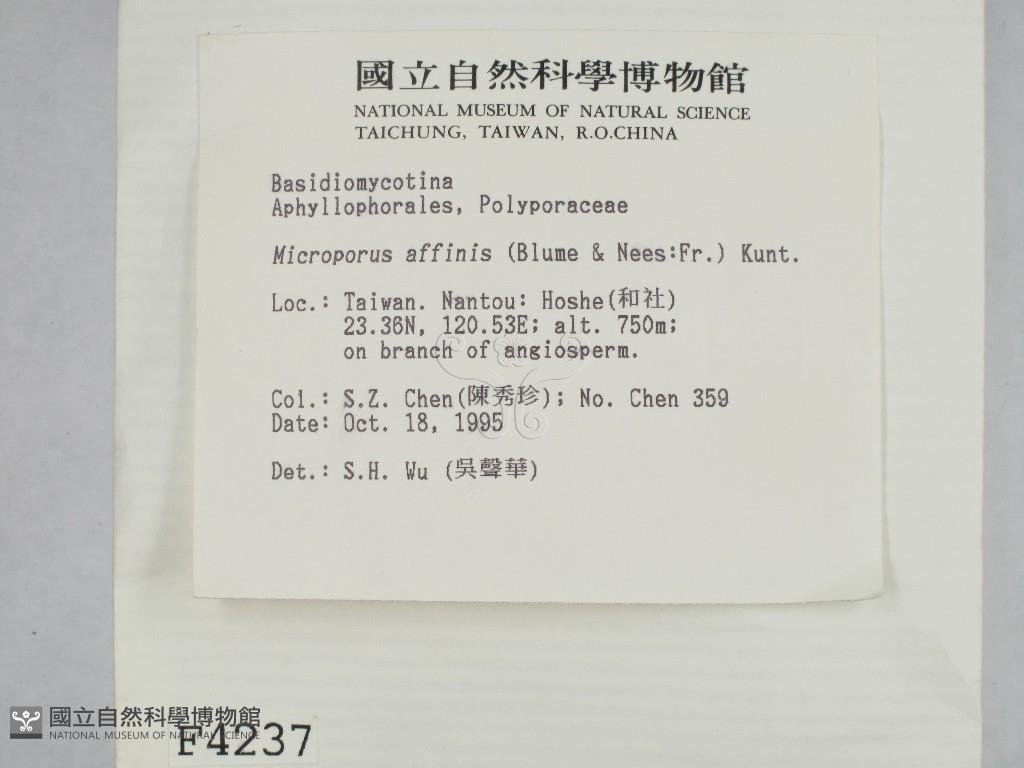 國立自然科學博物館
NATIONAL MUSEUM OF NATURAL SCIENCE
TAICHUNG, TAIWAN, R.O.CHINA
Basidiomycotina
Aphyllophorales, Polyporaceae
Microporus affinis (Blume & Nees:Fr.) Kunt.
Loc.: Taiwan. Nantou: Hoshe(和社)
23.36N, 120.53E; alt. 750m;
on branch of angiosperm.
Col.: S.Z. Chen(陳秀珍); No. Chen 359
Date: Oct. 18, 1995
Det.: S.H. Wu (吳聲華)
國立自然科學博物館
NATIONAL MUSEUM OF NATURAL SCIENCE
F4237